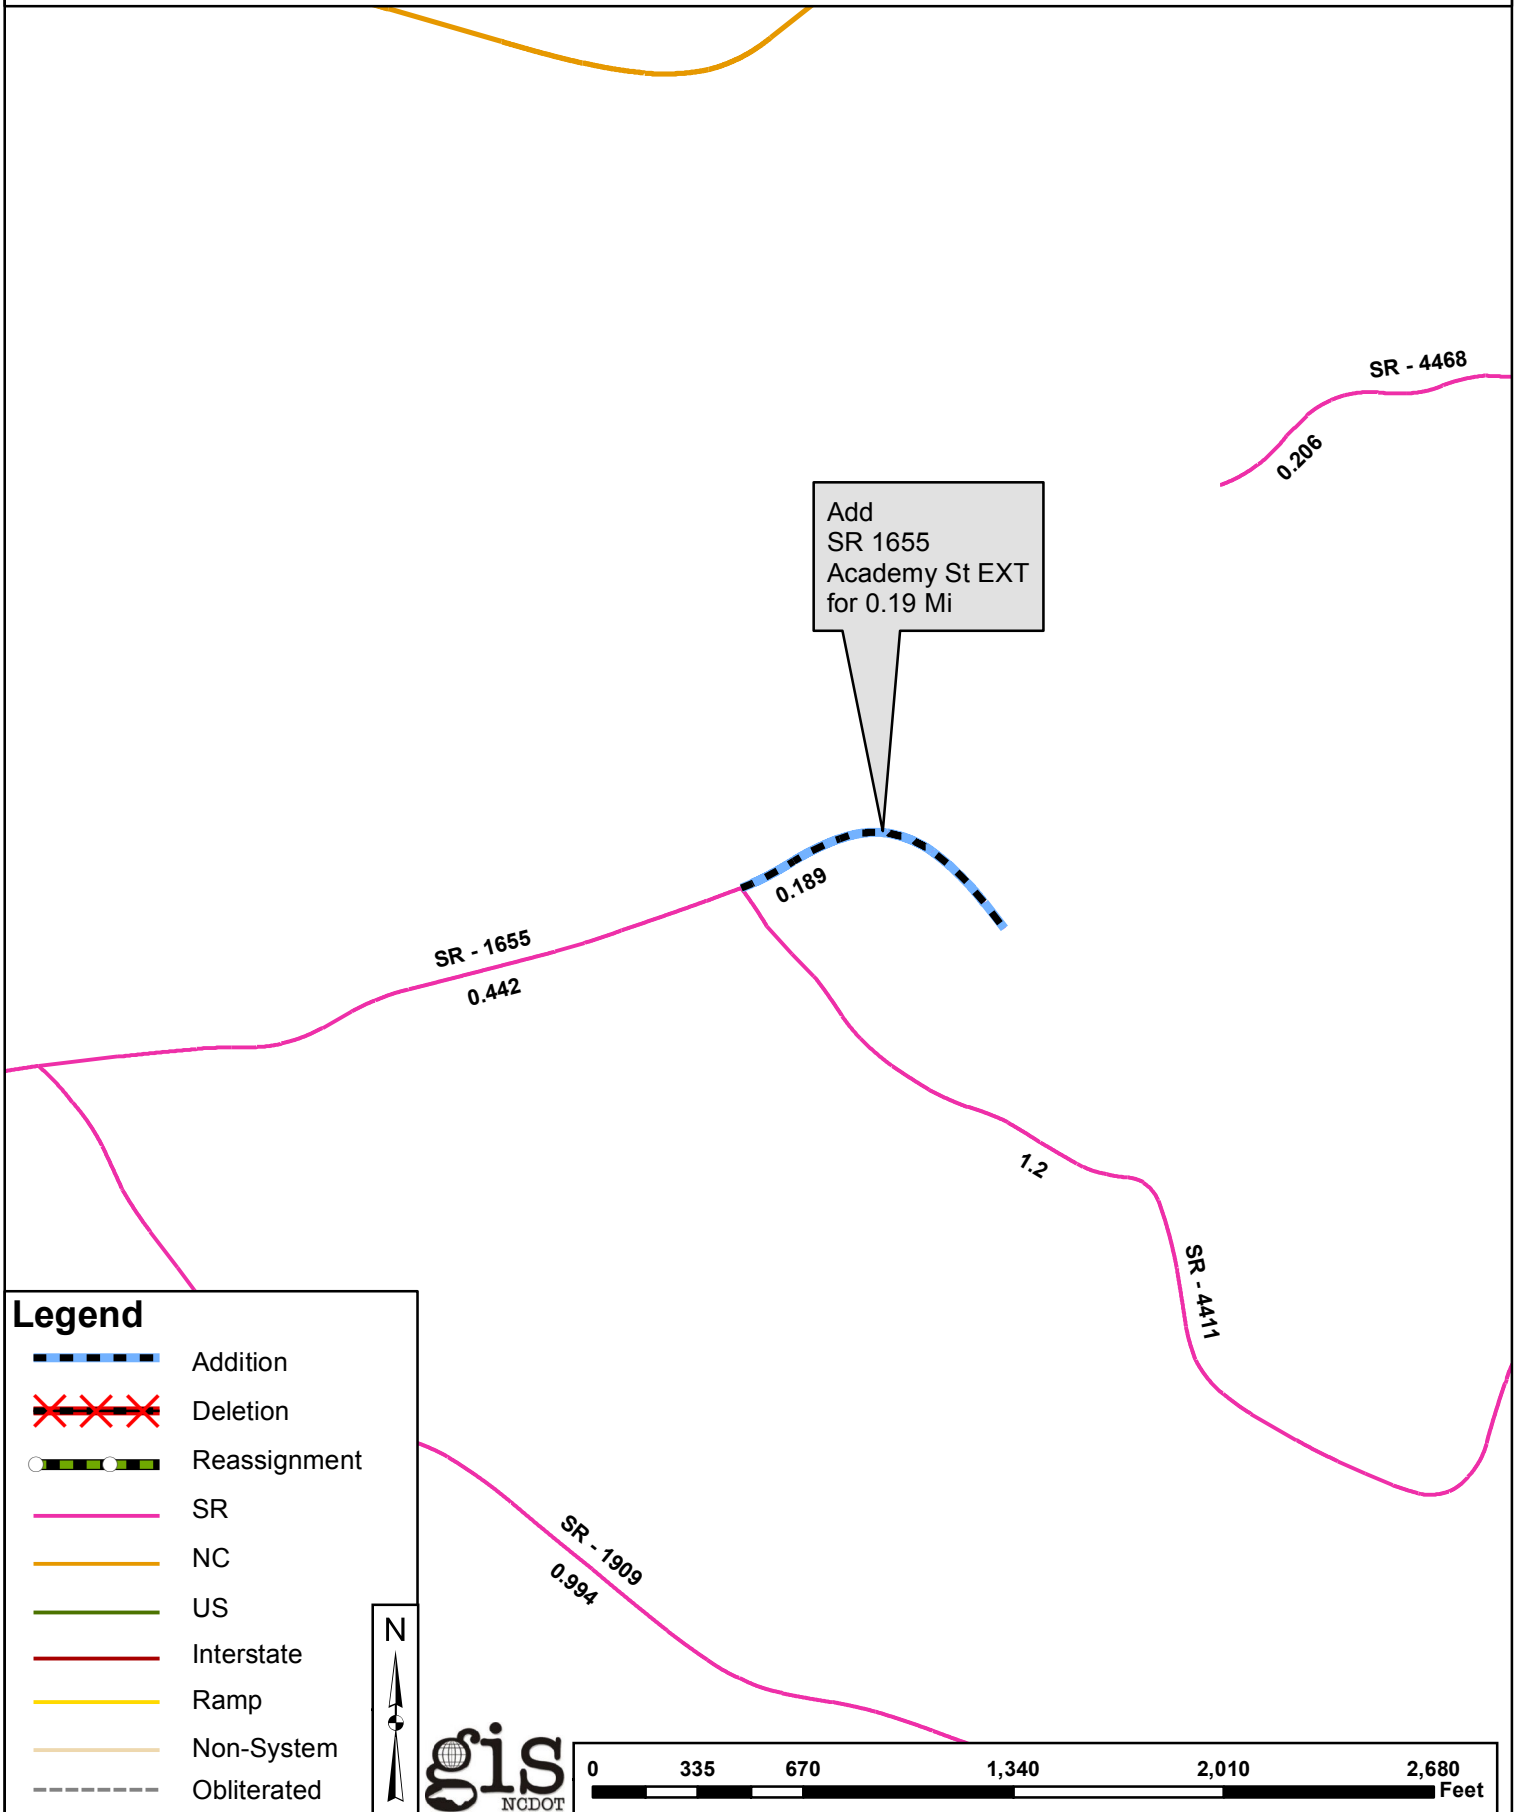 SR - 4468
0.206
Add
SR 1655
Academy St EXT
for 0.19 Mi
0.189
SR - 1655
0.442
1.2
SR - 4411
SR - 1909
0.994
Legend
Addition
Deletion
Reassignment
SR
NC
US
Interstate
Ramp
Non-System
Obliterated
N
gis
NCDOT
0 335 670 1,340 2,010 2,680
Feet